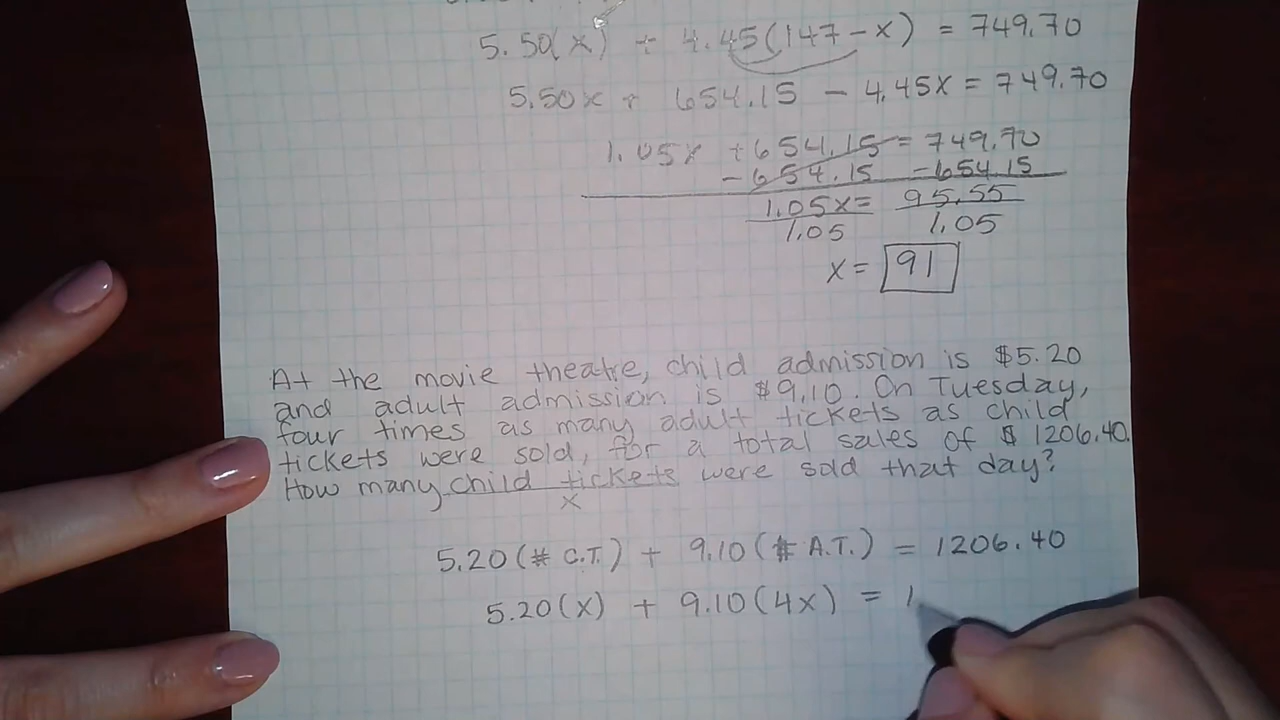 5.50(x) + 4.45(147 - x) = 749.70
5.50x + 654.15 - 4.45x = 749.70
1.05x + 654.15 = 749.70
- 654.15 - 654.15
1.05x = 95.55
1.05 1.05
x = 91
At the movie theatre, child admission is $5.20
and adult admission is $9.10. On Tuesday,
four times as many adult tickets as child
tickets were sold, for a total sales of $1206.40.
How many child tickets were sold that day?
x
5.20(# C.T.) + 9.10(# A.T.) = 1206.40
5.20(x) + 9.10(4x) = 1